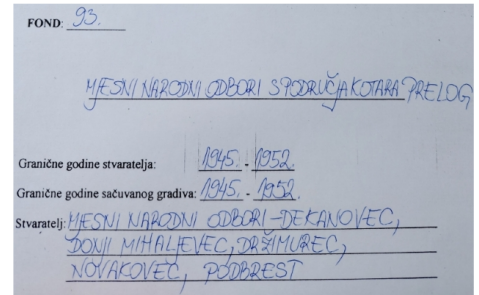 FOND: 93.
MJESNI NARODNI ODBORI S PODRUČJA KOTARA PRELOG
Granične godine stvaratelja: 1945. - 1952.
Granične godine sačuvanog gradiva: 1945. - 1952.
Stvaratelj: MJESNI NARODNI ODBORI - DEKANOVEC,
DONJI MIHALJEVEC, DRŽIMUREC,
NOVAKOVEC, PODBREST